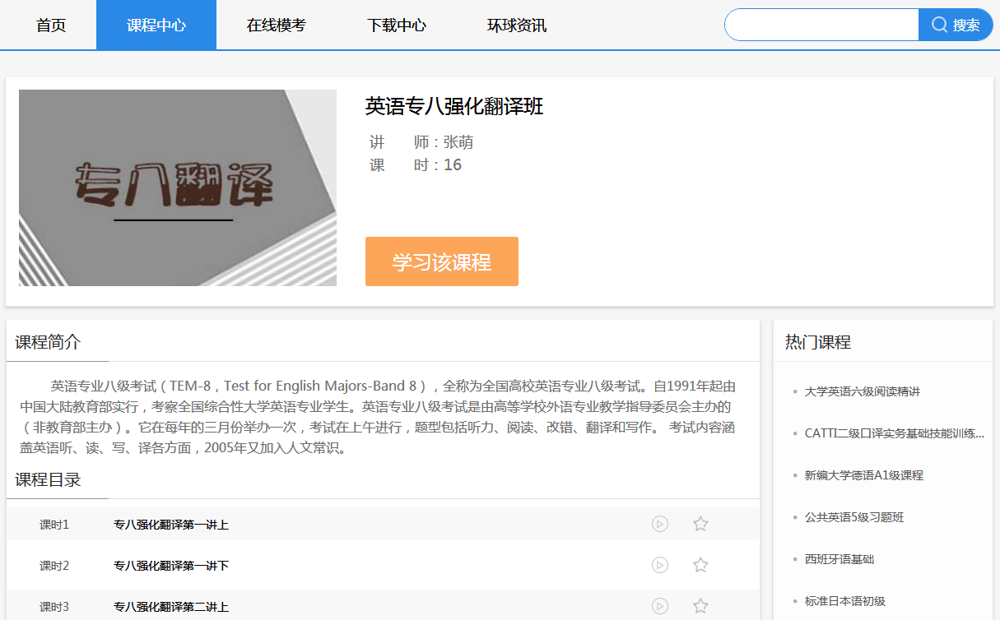 首页 课程中心 在线模考 下载中心 环球资讯 搜索
专八翻译
英语专八强化翻译班
讲 师：张萌
课 时：16
学习该课程
课程简介
英语专业八级考试（TEM-8，Test for English Majors-Band 8），全称为全国高校英语专业八级考试。自1991年起由
中国大陆教育部实行，考察全国综合性大学英语专业学生。英语专业八级考试是由高等学校外语专业教学指导委员会主办的
（非教育部主办）。它在每年的三月份举办一次，考试在上午进行，题型包括听力、阅读、改错、翻译和写作。 考试内容涵
盖英语听、读、写、译各方面，2005年又加入人文常识。
课程目录
课时1 专八强化翻译第一讲上
课时2 专八强化翻译第一讲下
课时3 专八强化翻译第二讲上
热门课程
大学英语六级阅读精讲
CATTI二级口译实务基础技能训练...
新编大学德语A1级课程
公共英语5级习题班
西班牙语基础
标准日本语初级